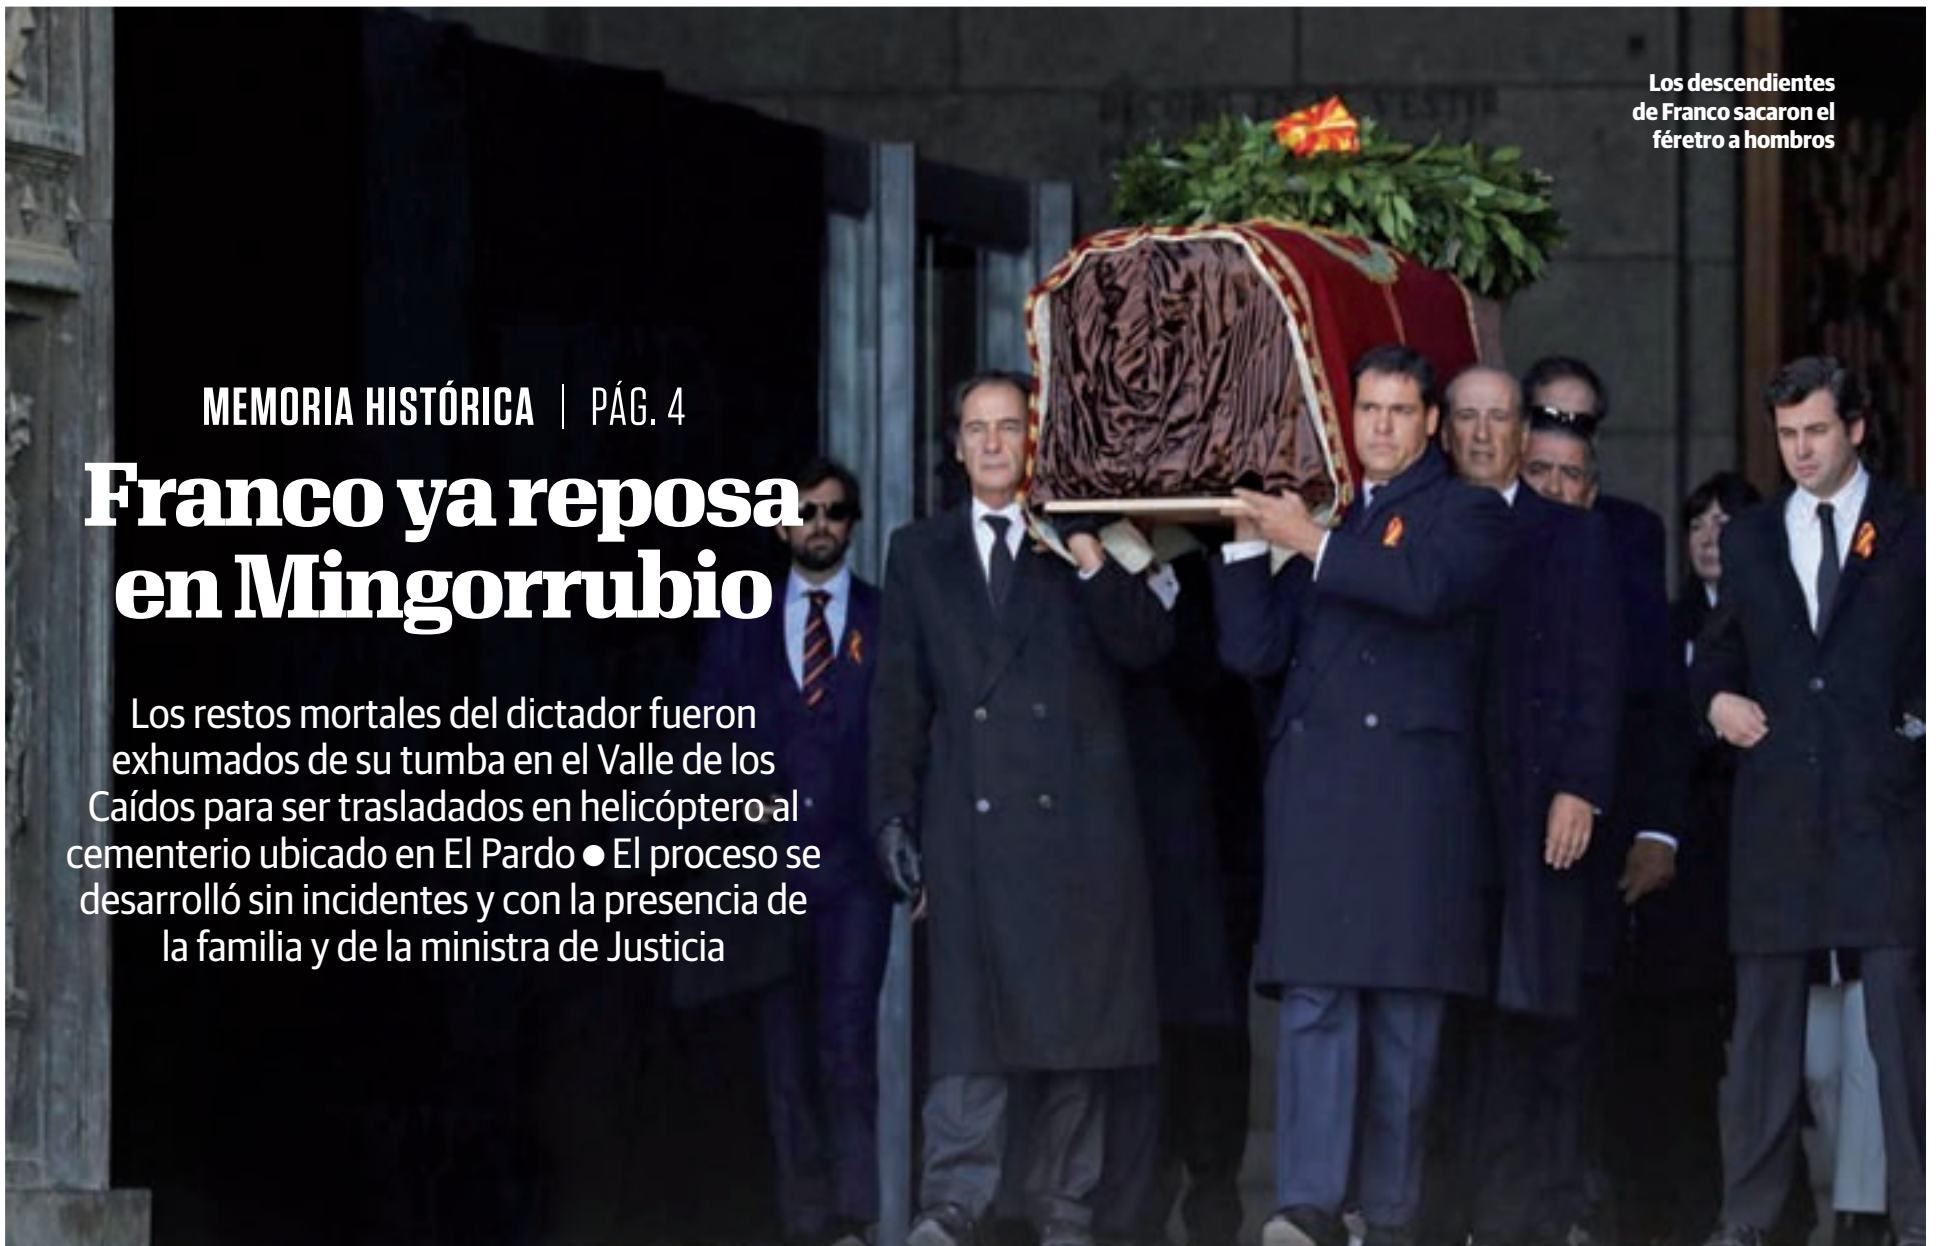 Los descendientes
de Franco sacaron el
féretro a hombros
MEMORIA HISTÓRICA | PÁG. 4
Franco ya reposa
en Mingorrubio
Los restos mortales del dictador fueron
exhumados de su tumba en el Valle de los
Caídos para ser trasladados en helicóptero al
cementerio ubicado en El Pardo ● El proceso se
desarrolló sin incidentes y con la presencia de
la familia y de la ministra de Justicia